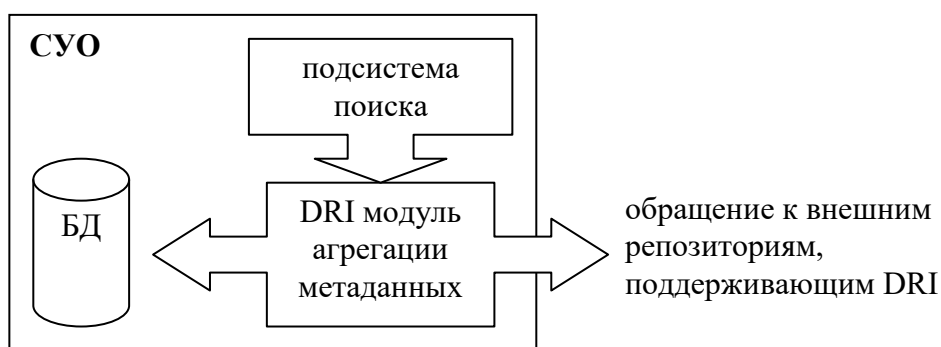 СУО
подсистема
поиска
БД
DRI модуль
агрегации
метаданных
обращение к внешним
репозиториям,
поддерживающим DRI